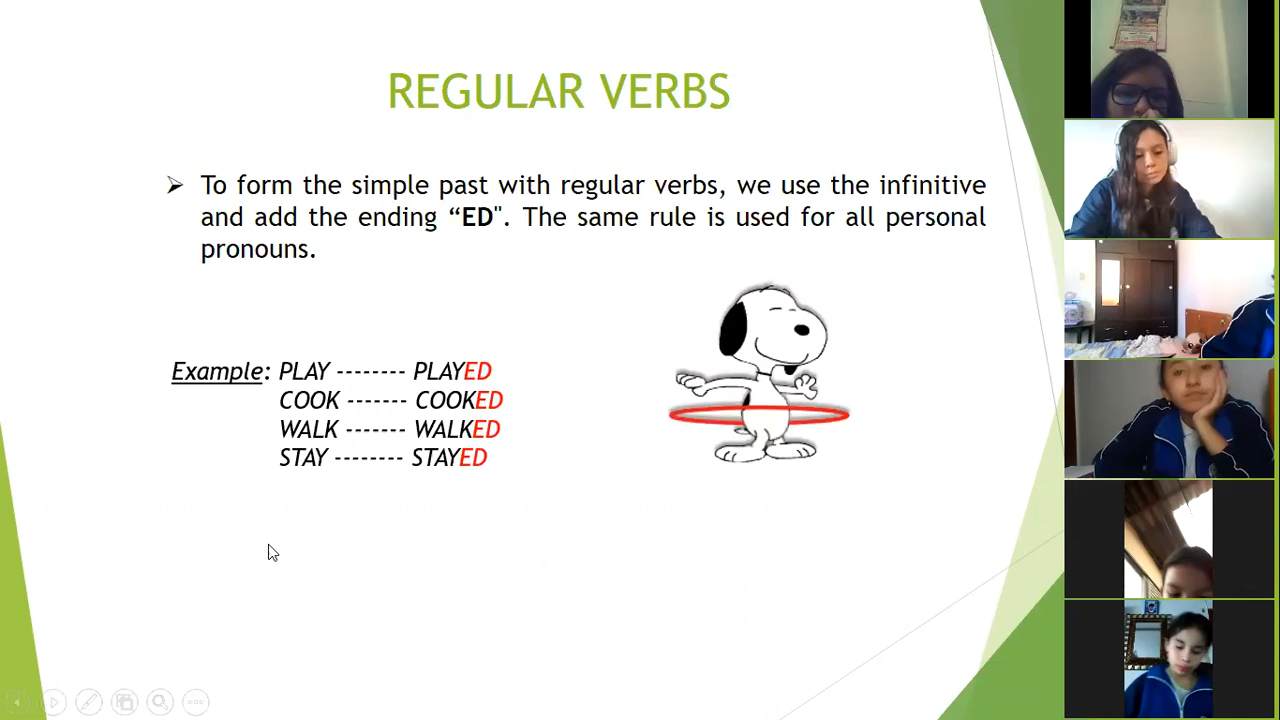 REGULAR VERBS
➢ To form the simple past with regular verbs, we use the infinitive
and add the ending “ED". The same rule is used for all personal
pronouns.
Example: PLAY -------- PLAYED
COOK ------- COOKED
WALK ------- WALKED
STAY -------- STAYED